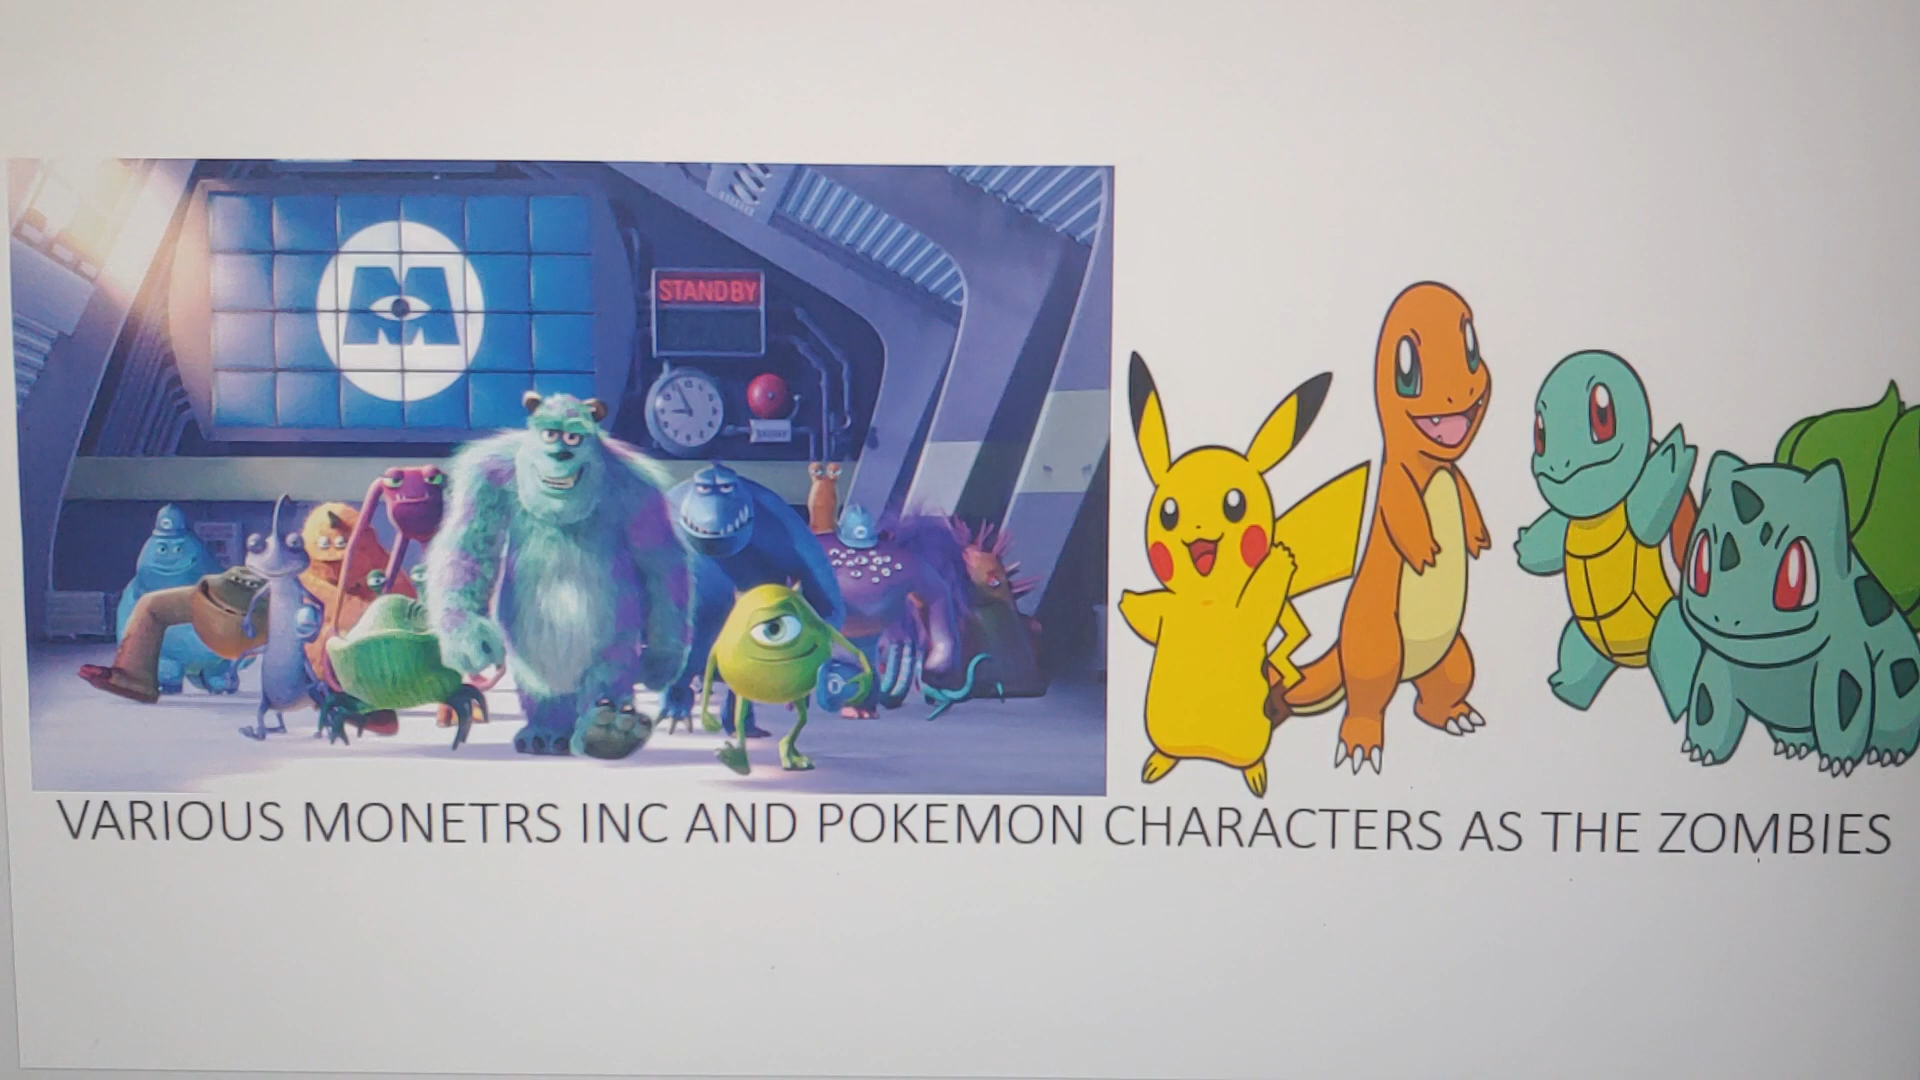 M
STANDBY
VARIOUS MONETRS INC AND POKEMON CHARACTERS AS THE ZOMBIES